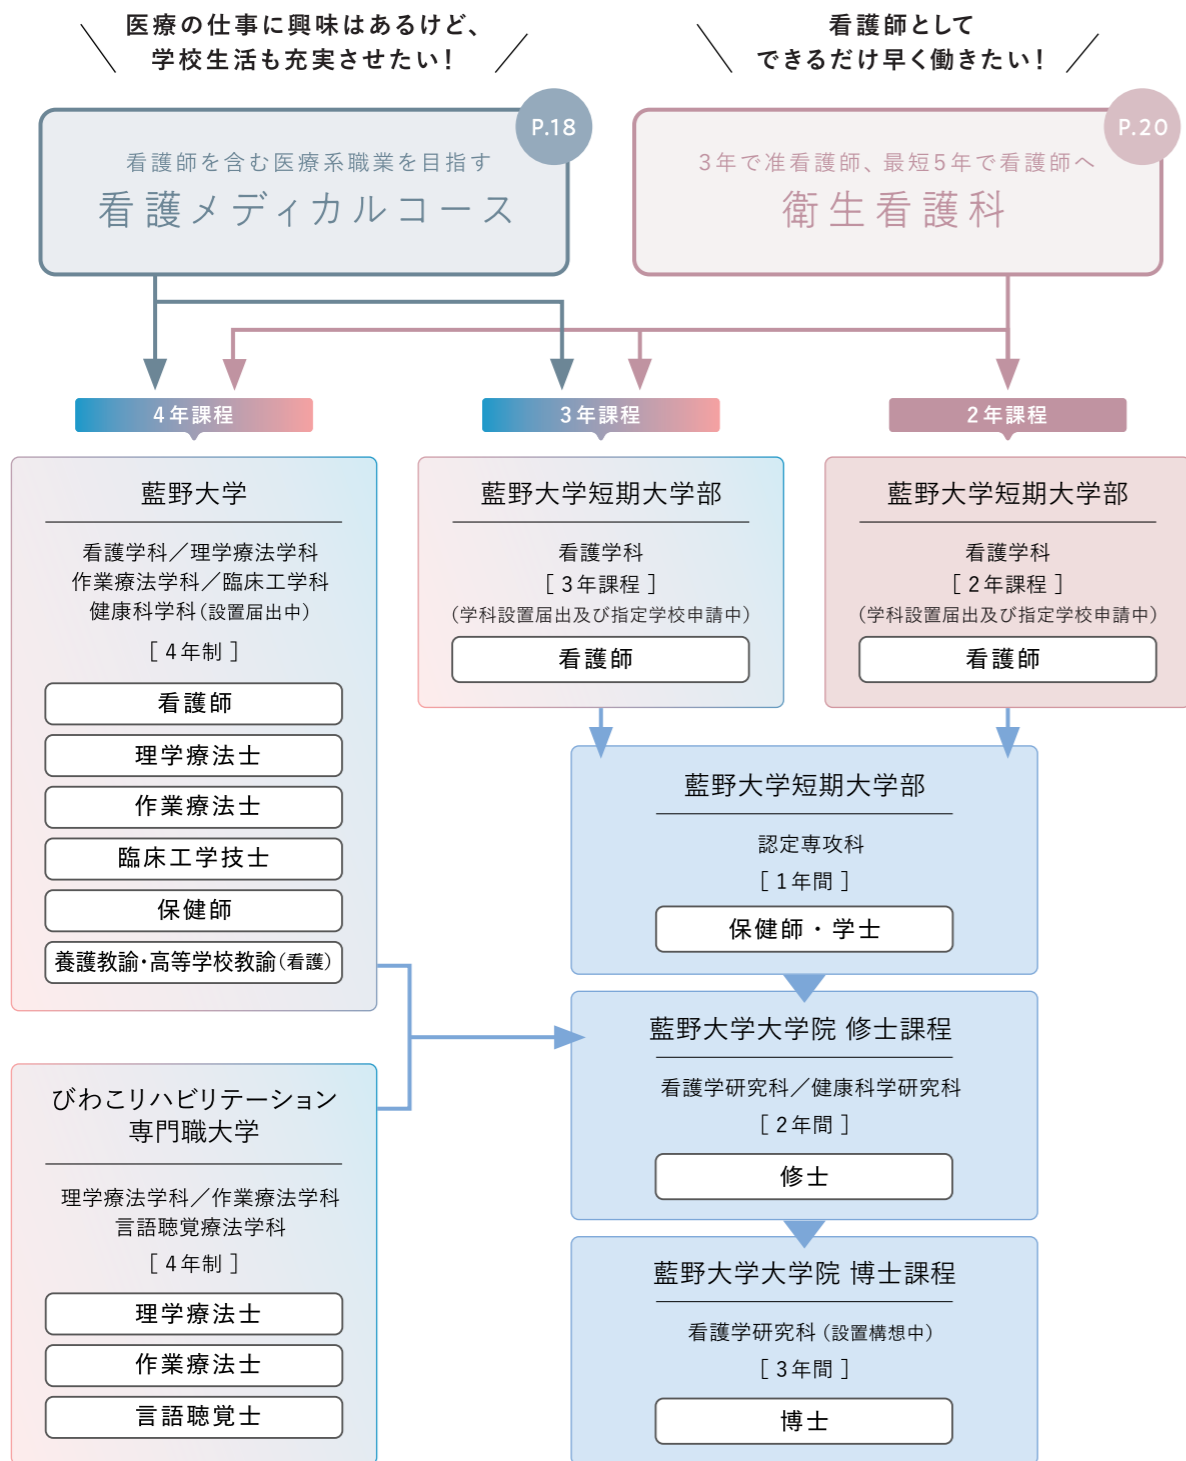 医療の仕事に興味はあるけど、
学校生活も充実させたい！
看護師として
できるだけ早く働きたい！
P.18
看護師を含む医療系職業を目指す
看護メディカルコース
P.20
3年で准看護師、最短5年で看護師へ
衛生看護科
4年課程
3年課程
2年課程
藍野大学
看護学科／理学療法学科
作業療法学科／臨床工学科
健康科学科（設置届出中）
［4年制］
看護師
理学療法士
作業療法士
臨床工学技士
保健師
養護教諭・高等学校教諭（看護）
藍野大学短期大学部
看護学科
［3年課程］
（学科設置届出及び指定学校申請中）
看護師
藍野大学短期大学部
看護学科
［2年課程］
（学科設置届出及び指定学校申請中）
看護師
藍野大学短期大学部
認定専攻科
［1年間］
保健師・学士
藍野大学大学院 修士課程
看護学研究科／健康科学研究科
［2年間］
修士
びわこリハビリテーション
専門職大学
理学療法学科／作業療法学科
言語聴覚療法学科
［4年制］
理学療法士
作業療法士
言語聴覚士
藍野大学大学院 博士課程
看護学研究科（設置構想中）
［3年間］
博士